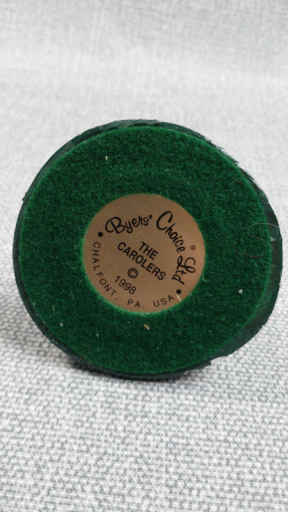 Byers' Choice Ltd
THE
CAROLERS
©
1998
CHALFONT, PA. USA